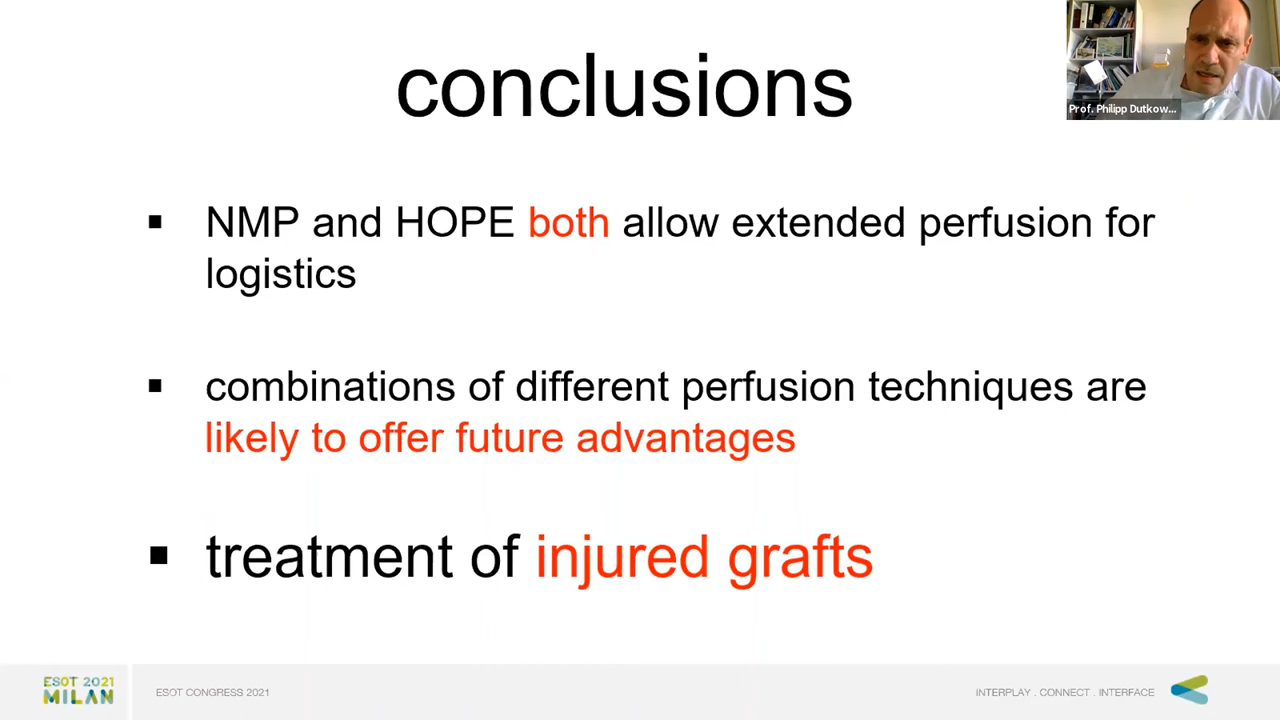 conclusions
Prof. Philipp Dutkow...
▪ NMP and HOPE both allow extended perfusion for
logistics
▪ combinations of different perfusion techniques are
likely to offer future advantages
▪ treatment of injured grafts
ESOT 2021
MILAN
ESOT CONGRESS 2021
INTERPLAY . CONNECT . INTERFACE